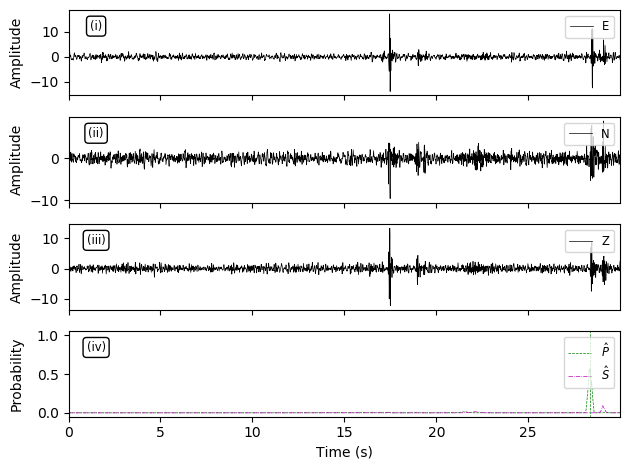 Amplitude
10
0
−10
(i)
E
Amplitude
0
−10
(ii)
N
Amplitude
10
0
−10
(iii)
Z
Probability
1.0
0.5
0.0
(iv)
P̂
Ŝ
0 5 10 15 20 25
Time (s)